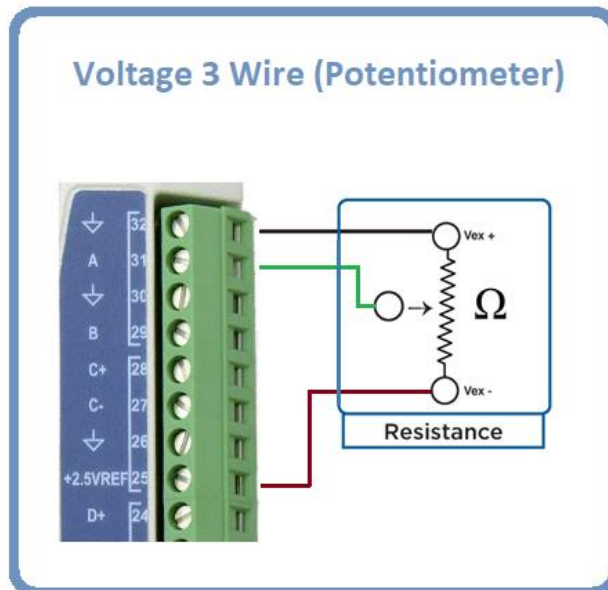 Voltage 3 Wire (Potentiometer)
32
A 31
30
B 29
C+ 28
C- 27
26
+2.5VREF 25
D+ 24
Vex +
Ω
Vex -
Resistance